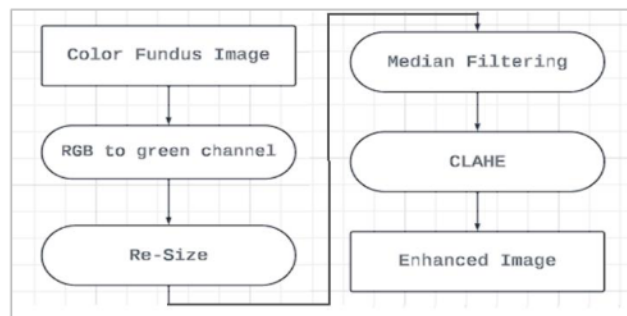 Color Fundus Image
RGB to green channel
Re-Size
Median Filtering
CLAHE
Enhanced Image